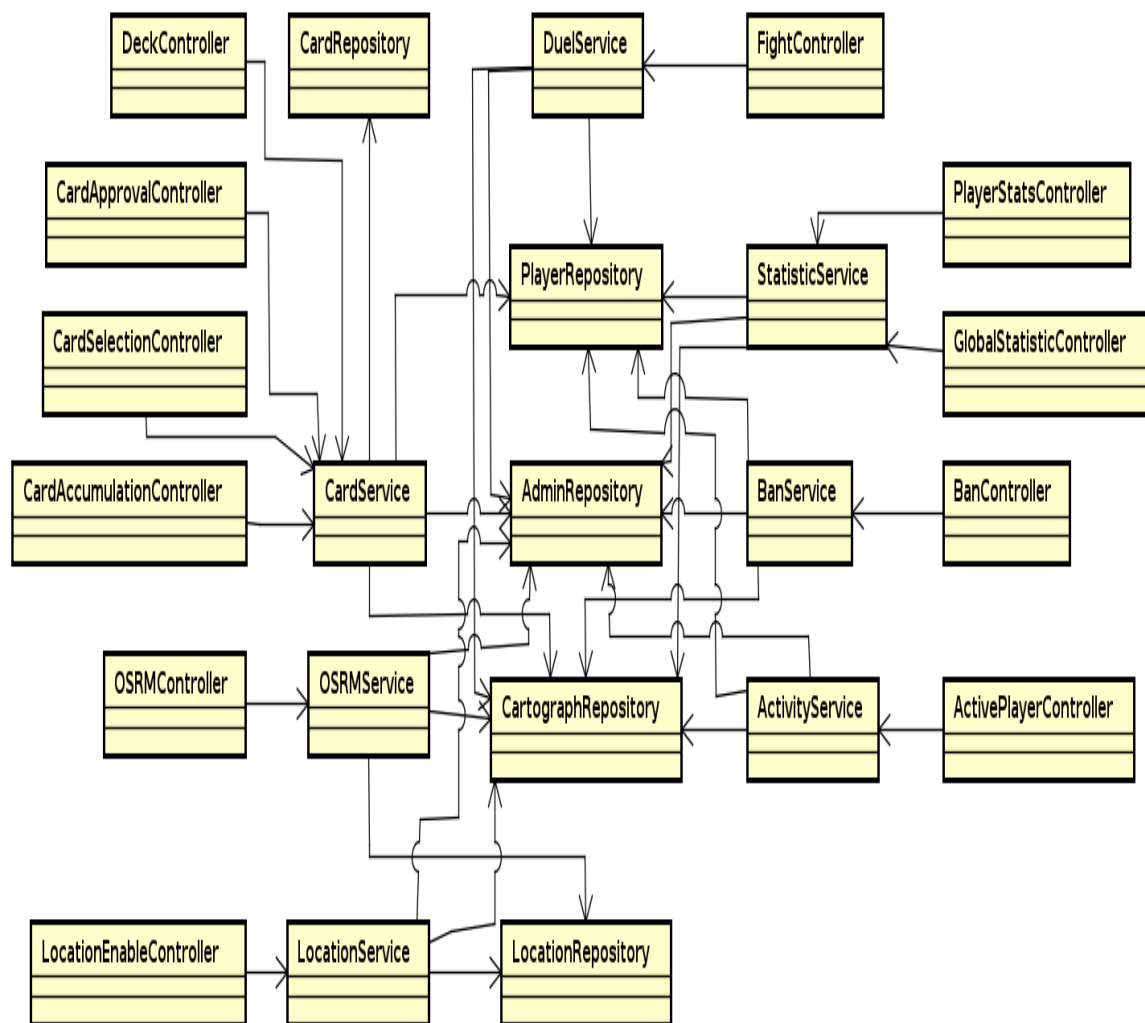 DeckController
CardRepository
DuelService
FightController
CardApprovalController
PlayerStatsController
PlayerRepository
StatisticService
CardSelectionController
GlobalStatisticController
CardAccumulationController
CardService
AdminRepository
BanService
BanController
OSRMController
OSRMService
CartographRepository
ActivityService
ActivePlayerController
LocationEnableController
LocationService
LocationRepository